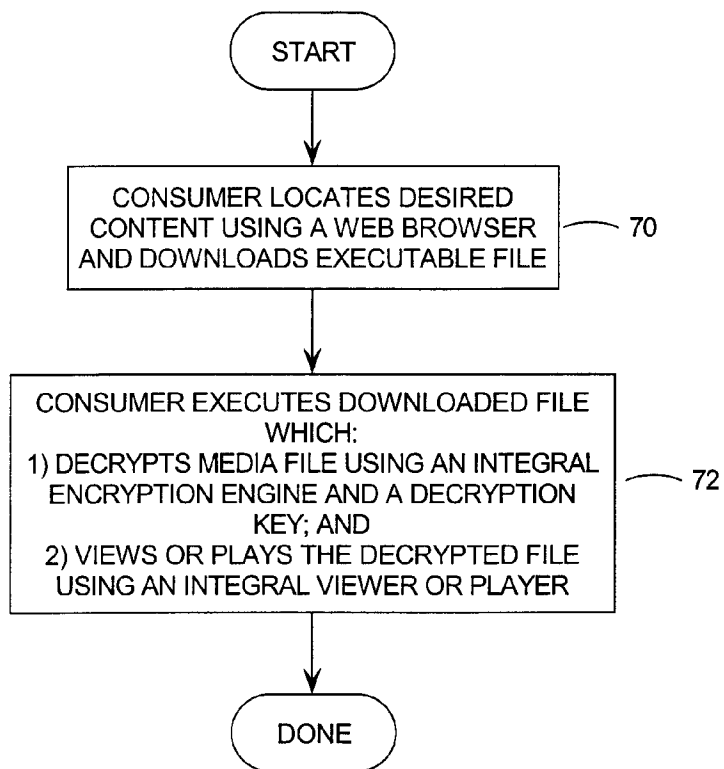 START
CONSUMER LOCATES DESIRED
CONTENT USING A WEB BROWSER
AND DOWNLOADS EXECUTABLE FILE
70
CONSUMER EXECUTES DOWNLOADED FILE
WHICH:
1) DECRYPTS MEDIA FILE USING AN INTEGRAL
ENCRYPTION ENGINE AND A DECRYPTION
KEY; AND
2) VIEWS OR PLAYS THE DECRYPTED FILE
USING AN INTEGRAL VIEWER OR PLAYER
72
DONE